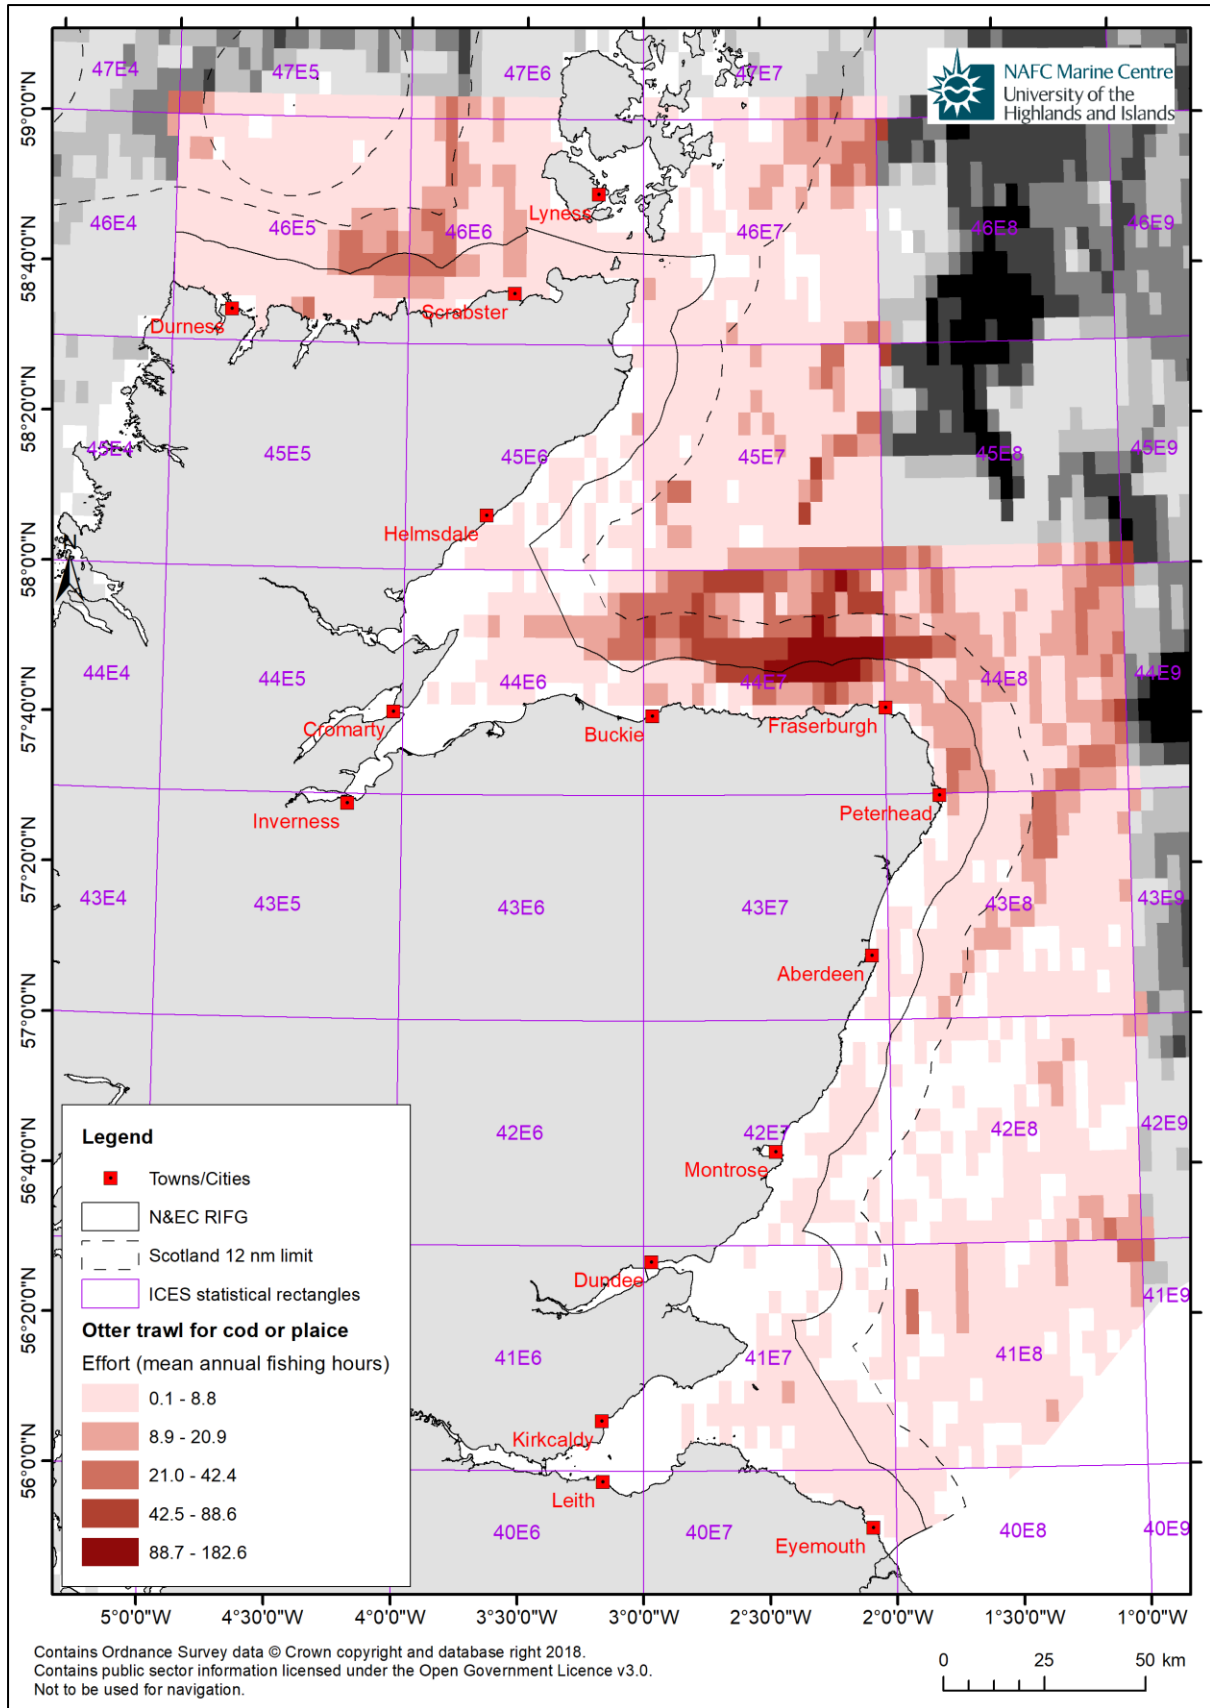 47E4
47E5
47E6
47E7
NAFC Marine Centre
University of the
Highlands and Islands
59°0'0"N
46E4
46E5
46E6
Lyness
46E7
46E8
46E9
58°40'0"N
Durness
Scrabster
58°20'0"N
45E4
45E5
45E6
45E7
45E8
45E9
Helmsdale
58°0'0"N
N
44E4
44E5
44E6
44E7
44E8
44E9
57°40'0"N
Cromarty
Buckie
Fraserburgh
Inverness
Peterhead
57°20'0"N
43E4
43E5
43E6
43E7
43E8
43E9
Aberdeen
57°0'0"N
42E6
42E7
42E8
42E9
56°40'0"N
Montrose
Legend
Towns/Cities
N&EC RIFG
Scotland 12 nm limit
ICES statistical rectangles
Otter trawl for cod or plaice
Effort (mean annual fishing hours)
0.1 - 8.8
8.9 - 20.9
21.0 - 42.4
42.5 - 88.6
88.7 - 182.6
Dundee
56°20'0"N
41E6
41E7
41E8
41E9
Kirkcaldy
56°0'0"N
Leith
40E6
40E7
Eyemouth
40E8
40E9
5°0'0"W
4°30'0"W
4°0'0"W
3°30'0"W
3°0'0"W
2°30'0"W
2°0'0"W
1°30'0"W
1°0'0"W
Contains Ordnance Survey data © Crown copyright and database right 2018.
Contains public sector information licensed under the Open Government Licence v3.0.
Not to be used for navigation.
0 25 50 km